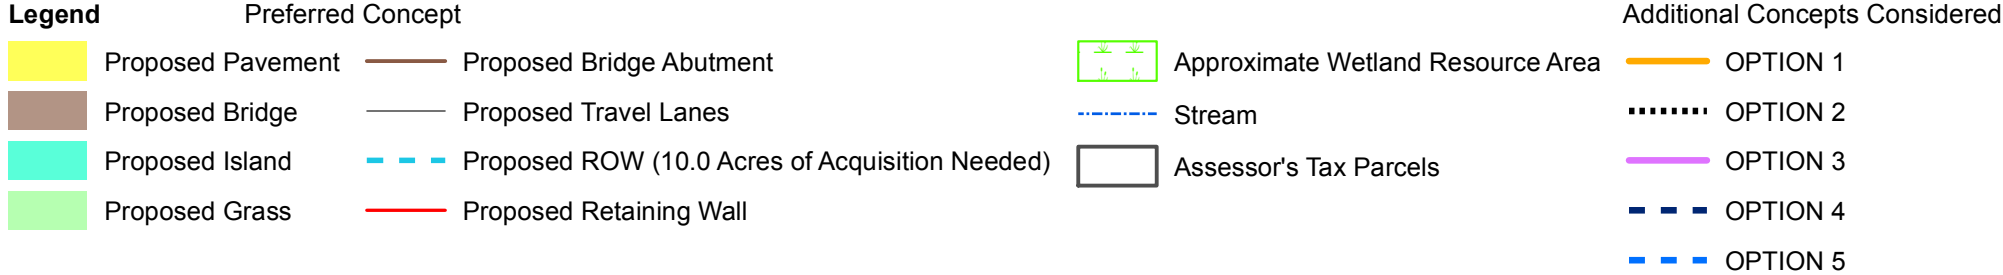 Legend
Preferred Concept
Additional Concepts Considered
Proposed Pavement
Proposed Bridge
Proposed Island
Proposed Grass
Proposed Bridge Abutment
Proposed Travel Lanes
Proposed ROW (10.0 Acres of Acquisition Needed)
Proposed Retaining Wall
Approximate Wetland Resource Area
Stream
Assessor's Tax Parcels
OPTION 1
OPTION 2
OPTION 3
OPTION 4
OPTION 5